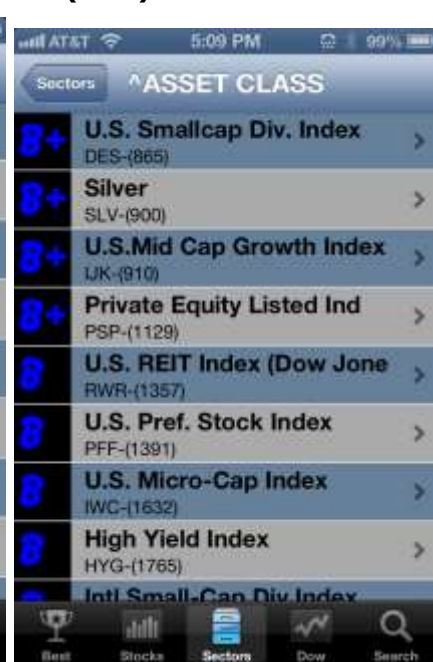 AT&T 5:09 PM 99%
Sectors ^ASSET CLASS
B+ U.S. Smallcap Div. Index
DES-(865)
B+ Silver
SLV-(900)
B+ U.S.Mid Cap Growth Index
IJK-(910)
B+ Private Equity Listed Ind
PSP-(1129)
B U.S. REIT Index (Dow Jone
RWR-(1357)
B U.S. Pref. Stock Index
PFF-(1391)
B U.S. Micro-Cap Index
IWC-(1632)
B High Yield Index
HYG-(1765)
Intl Small-Cap Div Index
Best Stocks Sectors Dow Search